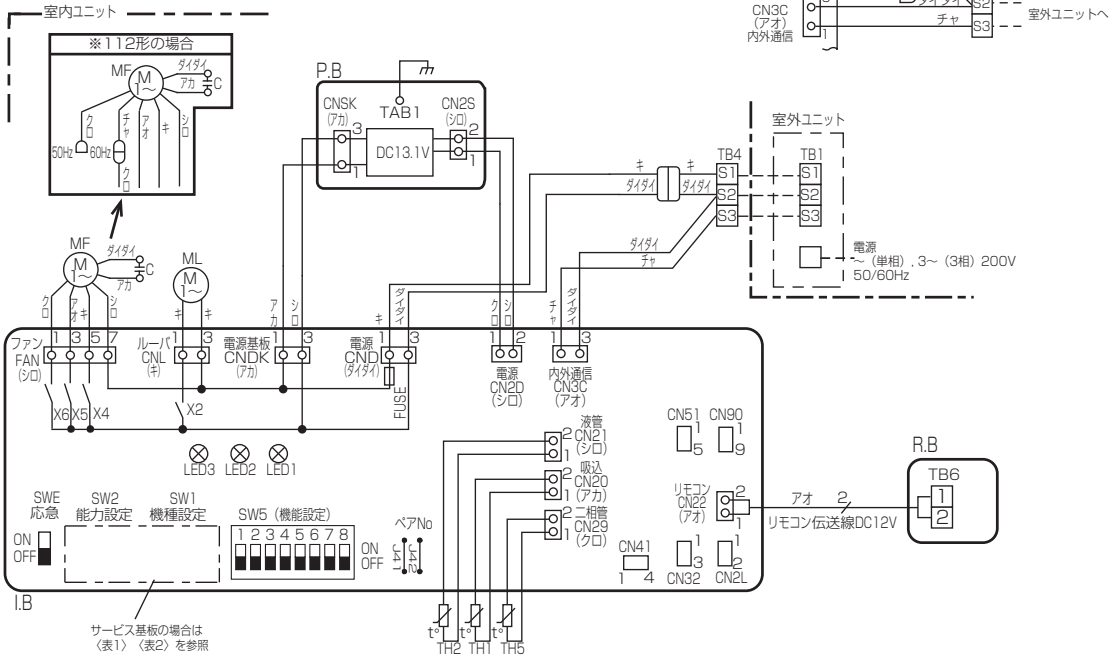 室内ユニット
※112形の場合
MF
M
1~
ダイダイ
アカ
C
クロ
チャ
アオ
キ
シロ
50Hz
60Hz
クロ
P.B
CNSK
(アカ)
3
1
TAB1
DC13.1V
CN2S
(シロ)
2
1
CN3C
(アオ)
内外通信
1
ダイダイ
チャ
S2
S3
室外ユニットへ
室外ユニット
TB4
S1
S2
S3
TB1
S1
S2
S3
キ
キ
ダイダイ
ダイダイ
ダイダイ
チャ
電源
~(単相).3~(3相)200V
50/60Hz
MF
M
1~
ダイダイ
アカ
C
ML
M
1~
クロ
アオ
キ
シロ
キ
キ
アカ
シロ
キ
ダイダイ
クロ
シロ
チャ
ダイダイ
ファン
FAN
(シロ)
1
3
5
7
ルーバ
CNL
(キ)
1
3
電源基板
CNDK
(アカ)
1
3
電源
CND
(ダイダイ)
1
3
1
2
電源
CN2D
(シロ)
1
3
内外通信
CN3C
(アオ)
X6
X5
X4
X2
FUSE
LED3
LED2
LED1
2
1
液管
CN21
(シロ)
2
1
吸込
CN20
(アカ)
2
1
二相管
CN29
(クロ)
CN51
1
5
CN90
1
9
リモコン
CN22
(アオ)
2
1
CN41
1 4
1
3
CN32
1
2
CN2L
アオ
2
リモコン伝送線DC12V
R.B
TB6
1
2
SWE
応急
ON
OFF
SW2
能力設定
SW1
機種設定
SW5(機能設定)
1 2 3 4 5 6 7 8
ON
OFF
ペアNo
J41
J42
I.B
サービス基板の場合は
〈表1〉〈表2〉を参照
t°
TH2
t°
TH1
t°
TH5